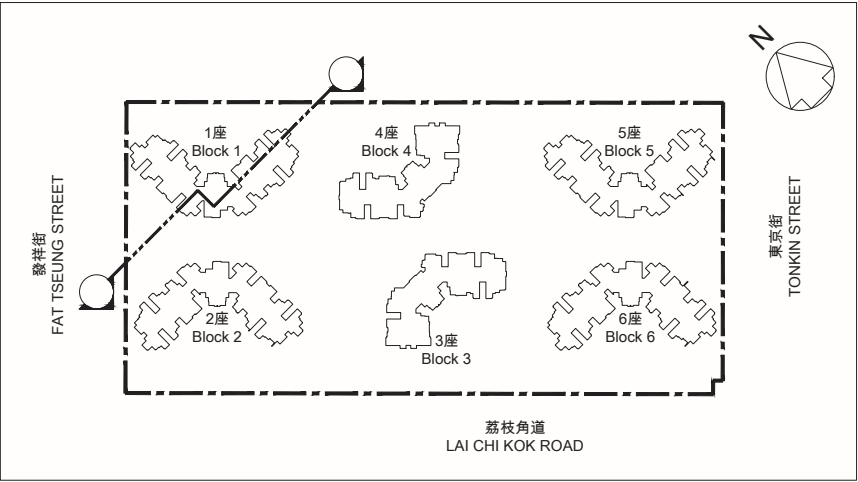 N
1座
Block 1
4座
Block 4
5座
Block 5
發祥街
FAT TSEUNG STREET
東京街
TONKIN STREET
2座
Block 2
3座
Block 3
6座
Block 6
荔枝角道
LAI CHI KOK ROAD